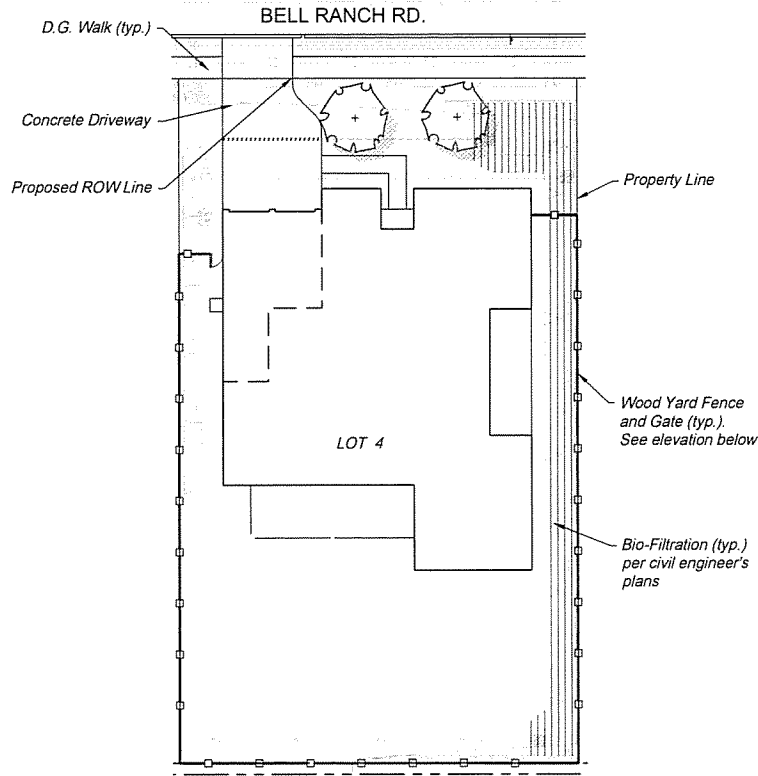 BELL RANCH RD.
D.G. Walk (typ.)
Concrete Driveway
Proposed ROW Line
Property Line
Wood Yard Fence
and Gate (typ.).
See elevation below
LOT 4
Bio-Filtration (typ.)
per civil engineer's
plans